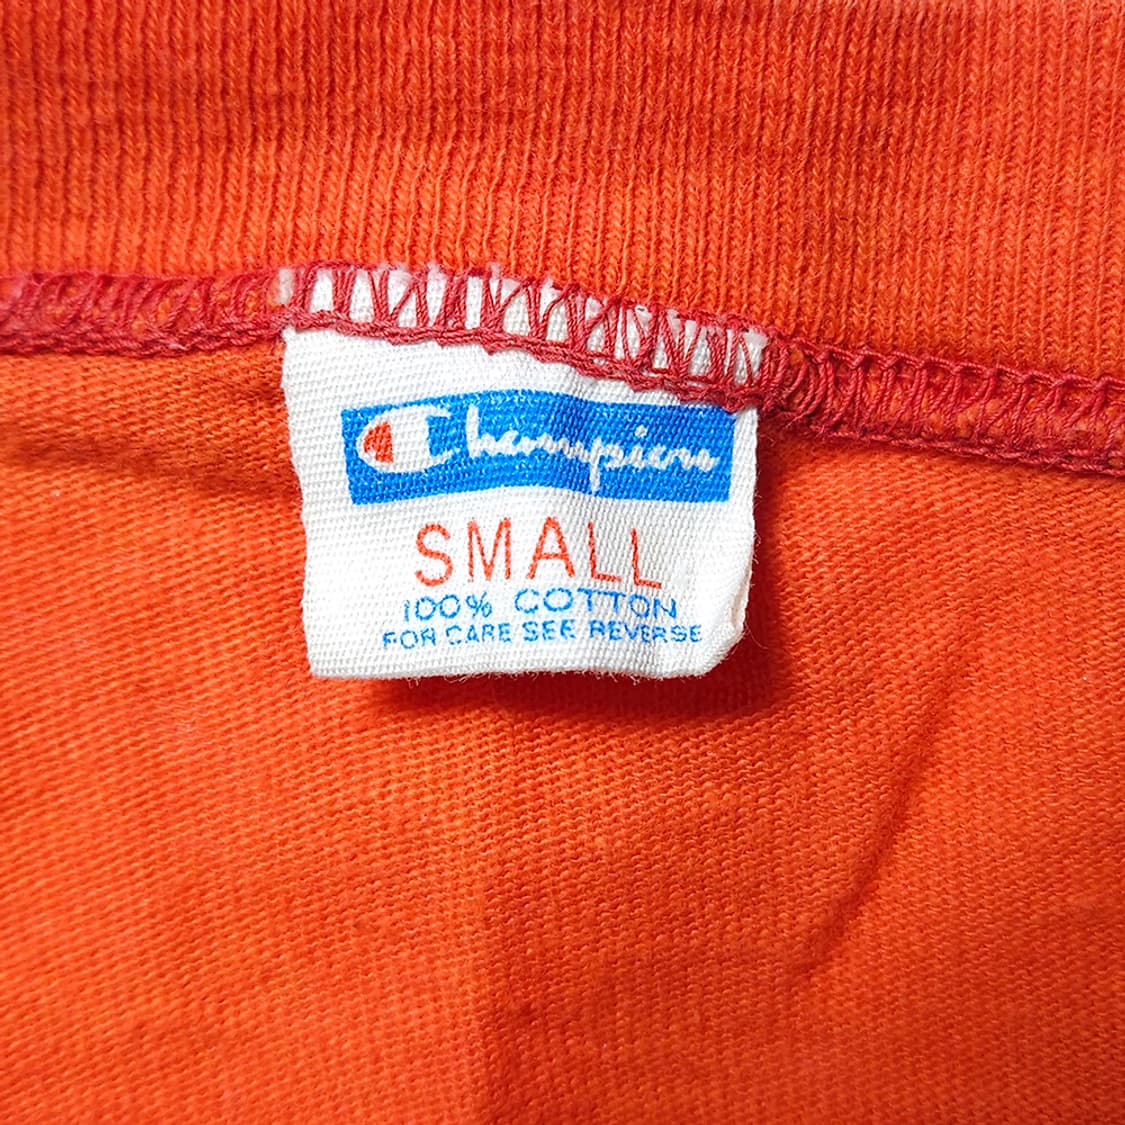 Champion
SMALL
100% COTTON
FOR CARE SEE REVERSE